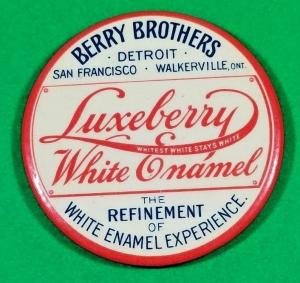 BERRY BROTHERS
· DETROIT ·
SAN FRANCISCO · WALKERVILLE, ONT.
Luxeberry
WHITEST WHITE STAYS WHITE
White Enamel
THE
REFINEMENT
OF
WHITE ENAMEL EXPERIENCE.